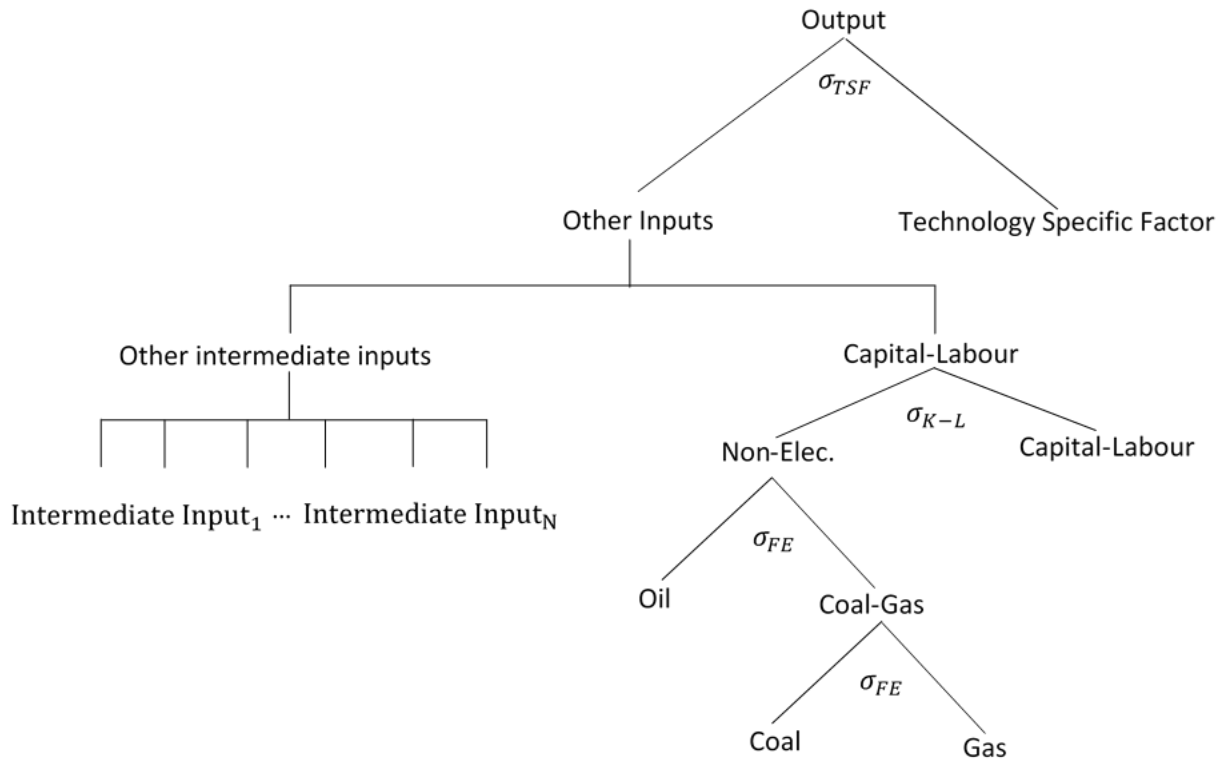 Output
σ_TSF
Other Inputs
Technology Specific Factor
Other intermediate inputs
Capital-Labour
σ_K−L
Non-Elec.
Capital-Labour
Intermediate Input₁ ⋯ Intermediate Input_N
σ_FE
Oil
Coal-Gas
σ_FE
Coal
Gas